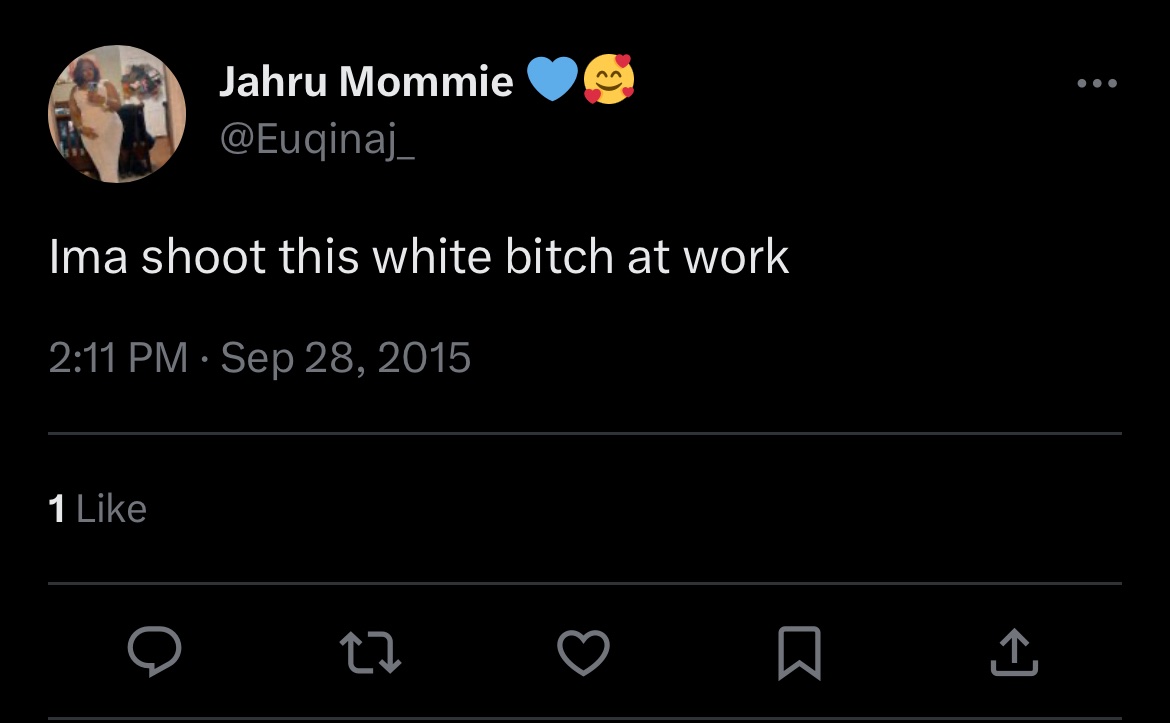 Jahru Mommie 💙🥰
@Euqinaj_
Ima shoot this white bitch at work
2:11 PM · Sep 28, 2015
1 Like